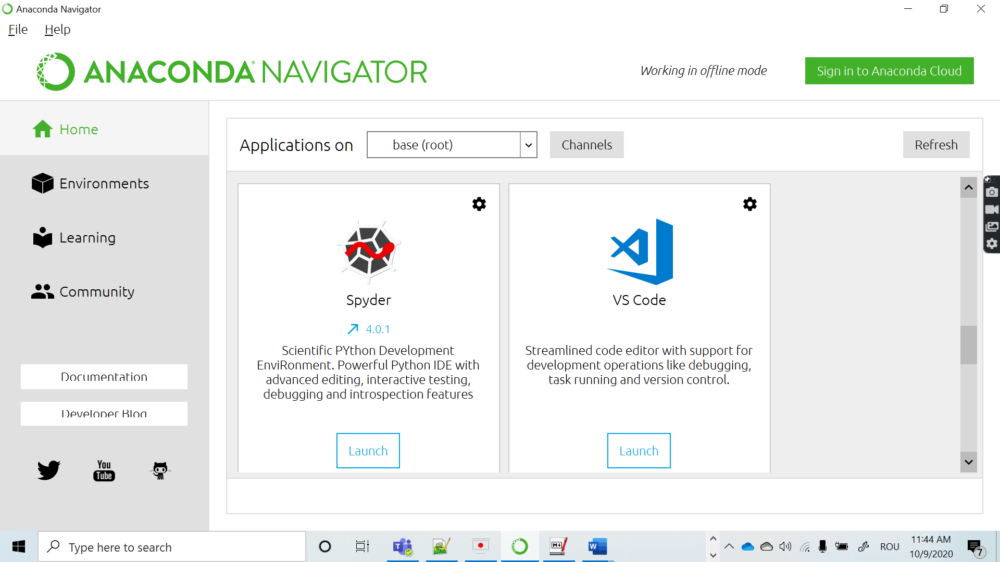 Anaconda Navigator
File Help
ANACONDA® NAVIGATOR
Working in offline mode
Sign in to Anaconda Cloud
Home
Applications on
base (root)
Channels
Refresh
Environments
Learning
Community
Documentation
Developer Blog
You
Tube
Spyder
4.0.1
Scientific PYthon Development
EnviRonment. Powerful Python IDE with
advanced editing, interactive testing,
debugging and introspection features
Launch
VS Code
Streamlined code editor with support for
development operations like debugging,
task running and version control.
Launch
Type here to search
T
M
W
ROU
11:44 AM
10/9/2020
7